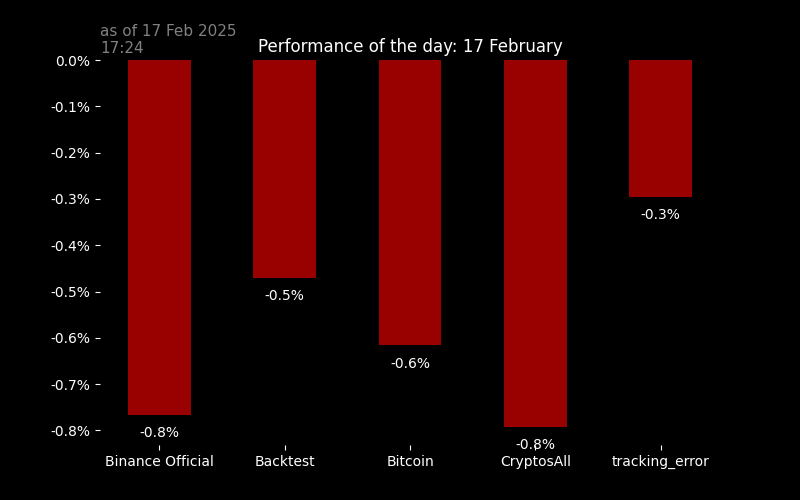 as of 17 Feb 2025
17:24
Performance of the day: 17 February
0.0%
-0.1%
-0.2%
-0.3%
-0.4%
-0.5%
-0.6%
-0.7%
-0.8%
-0.8%
-0.5%
-0.6%
-0.8%
-0.3%
Binance Official
Backtest
Bitcoin
CryptosAll
tracking_error